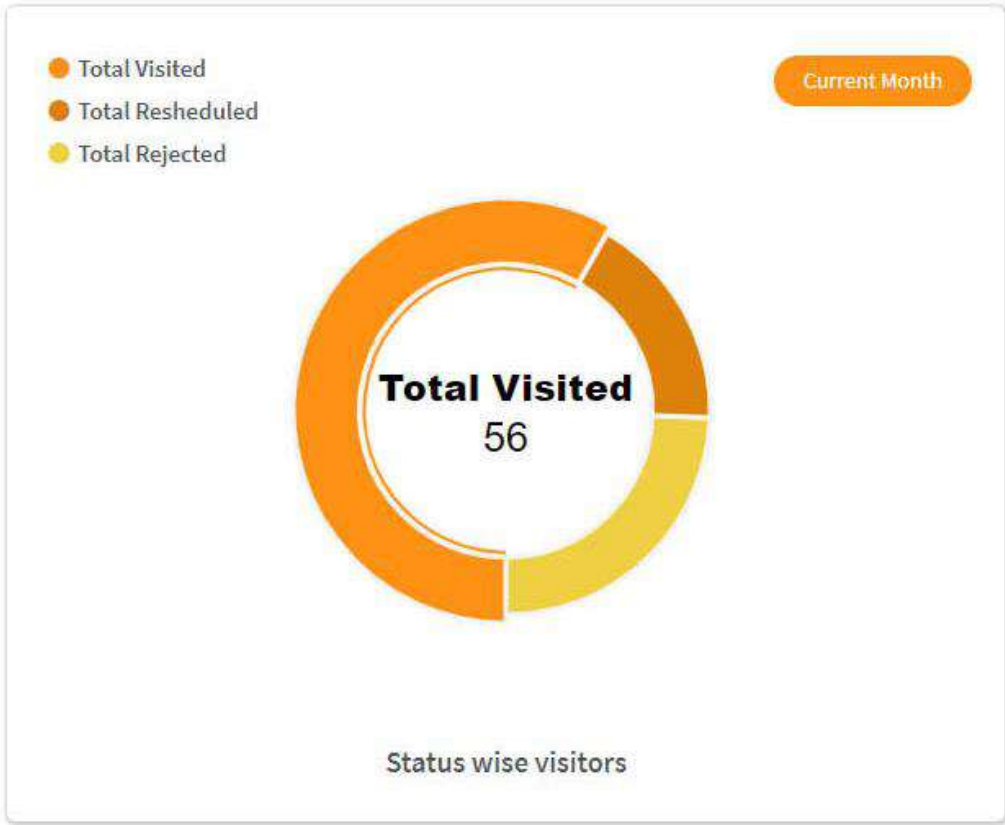 Total Visited
Total Resheduled
Total Rejected
Current Month
Total Visited
56
Status wise visitors